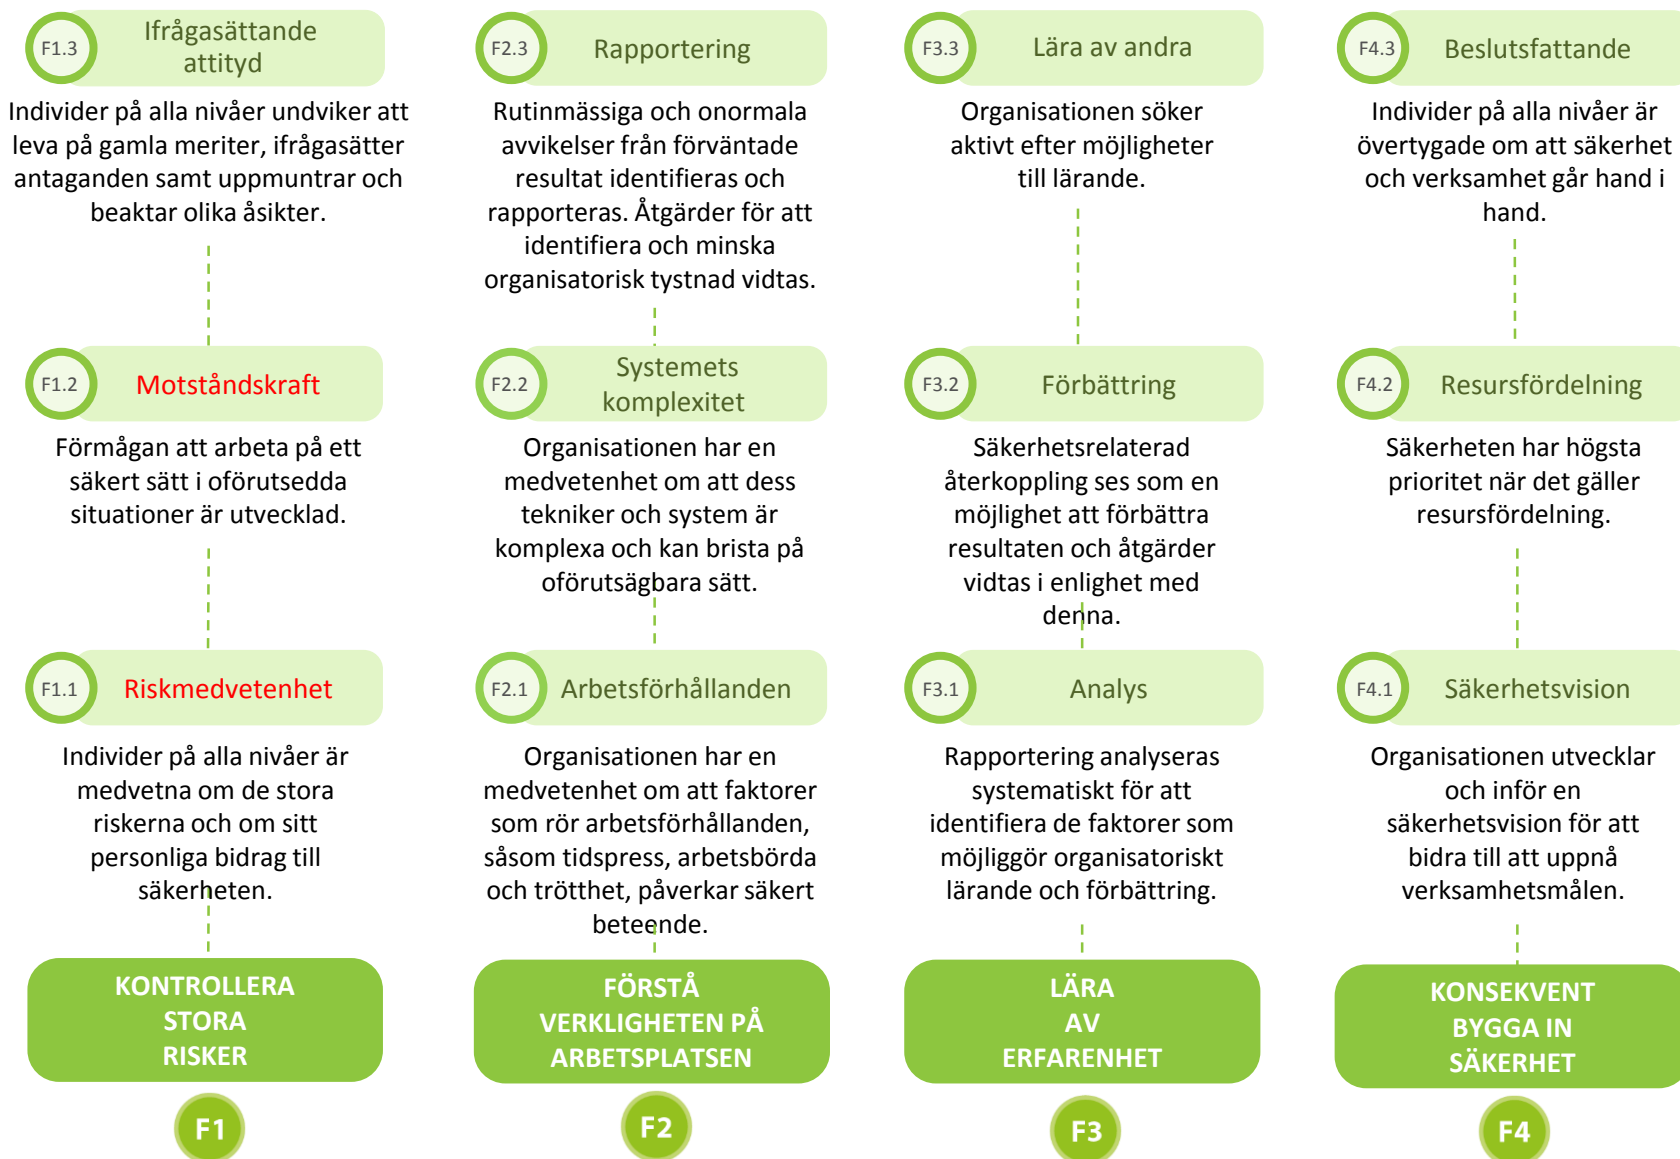 F1.3
Ifrågasättande
attityd
Individer på alla nivåer undviker att
leva på gamla meriter, ifrågasätter
antaganden samt uppmuntrar och
beaktar olika åsikter.
F1.2
Motståndskraft
Förmågan att arbeta på ett
säkert sätt i oförutsedda
situationer är utvecklad.
F1.1
Riskmedvetenhet
Individer på alla nivåer är
medvetna om de stora
riskerna och om sitt
personliga bidrag till
säkerheten.
KONTROLLERA
STORA
RISKER
F1
F2.3
Rapportering
Rutinmässiga och onormala
avvikelser från förväntade
resultat identifieras och
rapporteras. Åtgärder för att
identifiera och minska
organisatorisk tystnad vidtas.
F2.2
Systemets
komplexitet
Organisationen har en
medvetenhet om att dess
tekniker och system är
komplexa och kan brista på
oförutsägbara sätt.
F2.1
Arbetsförhållanden
Organisationen har en
medvetenhet om att faktorer
som rör arbetsförhållanden,
såsom tidspress, arbetsbörda
och trötthet, påverkar säkert
beteende.
FÖRSTÅ
VERKLIGHETEN PÅ
ARBETSPLATSEN
F2
F3.3
Lära av andra
Organisationen söker
aktivt efter möjligheter
till lärande.
F3.2
Förbättring
Säkerhetsrelaterad
återkoppling ses som en
möjlighet att förbättra
resultaten och åtgärder
vidtas i enlighet med
denna.
F3.1
Analys
Rapportering analyseras
systematiskt för att
identifiera de faktorer som
möjliggör organisatoriskt
lärande och förbättring.
LÄRA
AV
ERFARENHET
F3
F4.3
Beslutsfattande
Individer på alla nivåer är
övertygade om att säkerhet
och verksamhet går hand i
hand.
F4.2
Resursfördelning
Säkerheten har högsta
prioritet när det gäller
resursfördelning.
F4.1
Säkerhetsvision
Organisationen utvecklar
och inför en
säkerhetsvision för att
bidra till att uppnå
verksamhetsmålen.
KONSEKVENT
BYGGA IN
SÄKERHET
F4